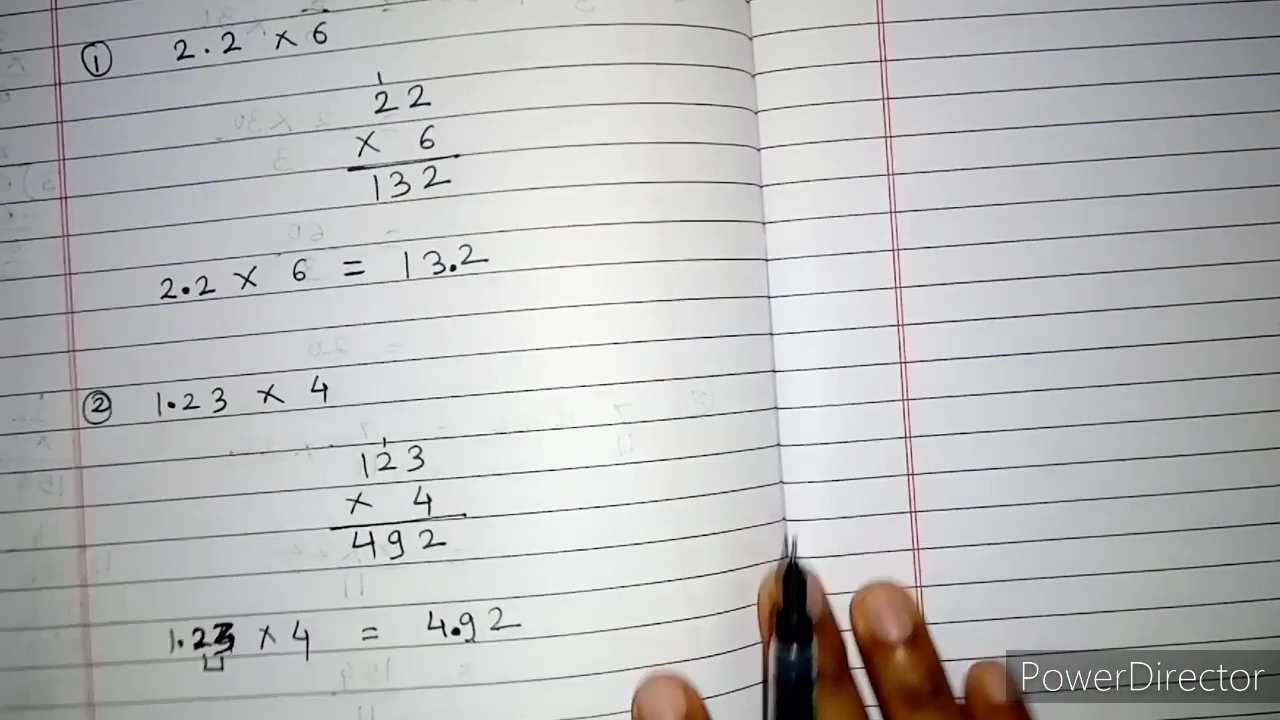 ① 2.2 × 6
1
22
× 6
132
2.2 × 6 = 13.2
② 1.23 × 4
1
123
× 4
492
1.23 × 4 = 4.92
PowerDirector